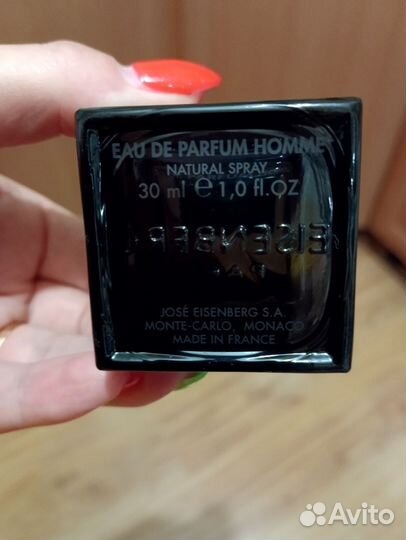 EAU DE PARFUM HOMME
NATURAL SPRAY
30 ml e 1,0 fl.OZ
JOSÉ EISENBERG S.A.
MONTE-CARLO, MONACO
MADE IN FRANCE
Avito